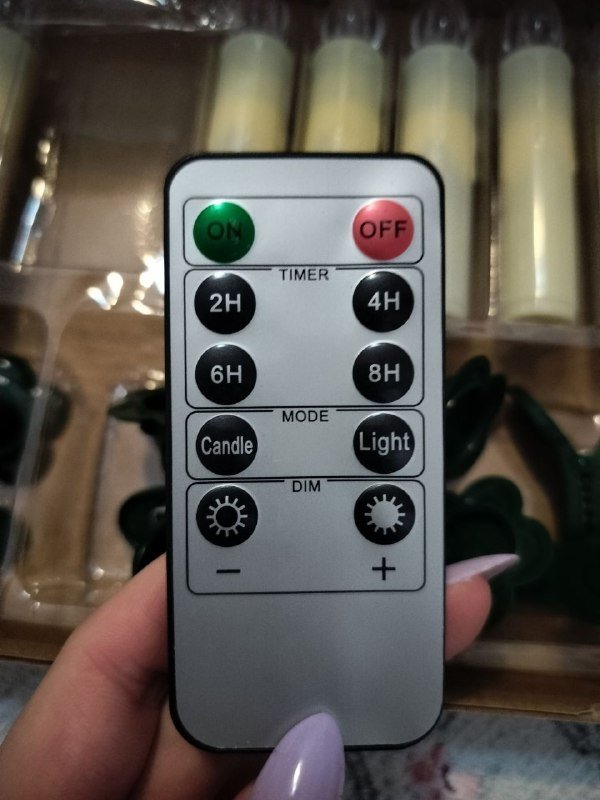 ON OFF
TIMER
2H 4H
6H 8H
MODE
Candle Light
DIM
− +